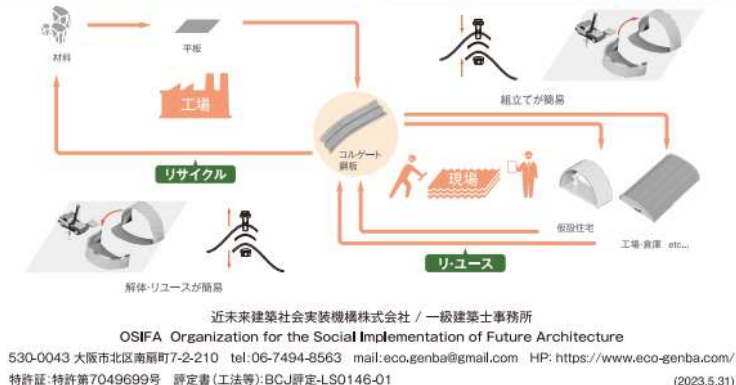 材料
平板
工場
組立てが簡易
コルゲート
鋼板
リサイクル
現場
仮設住宅
工場・倉庫 etc...
リ・ユース
解体・リユースが簡易
近未来建築社会実装機構株式会社 / 一級建築士事務所
OSIFA Organization for the Social Implementation of Future Architecture
530-0043 大阪市北区南扇町7-2-210 tel:06-7494-8563 mail:eco.genba@gmail.com HP: https://www.eco-genba.com/
特許証:特許第7049699号 評定書(工法等):BCJ評定-LS0146-01 (2023.5.31)